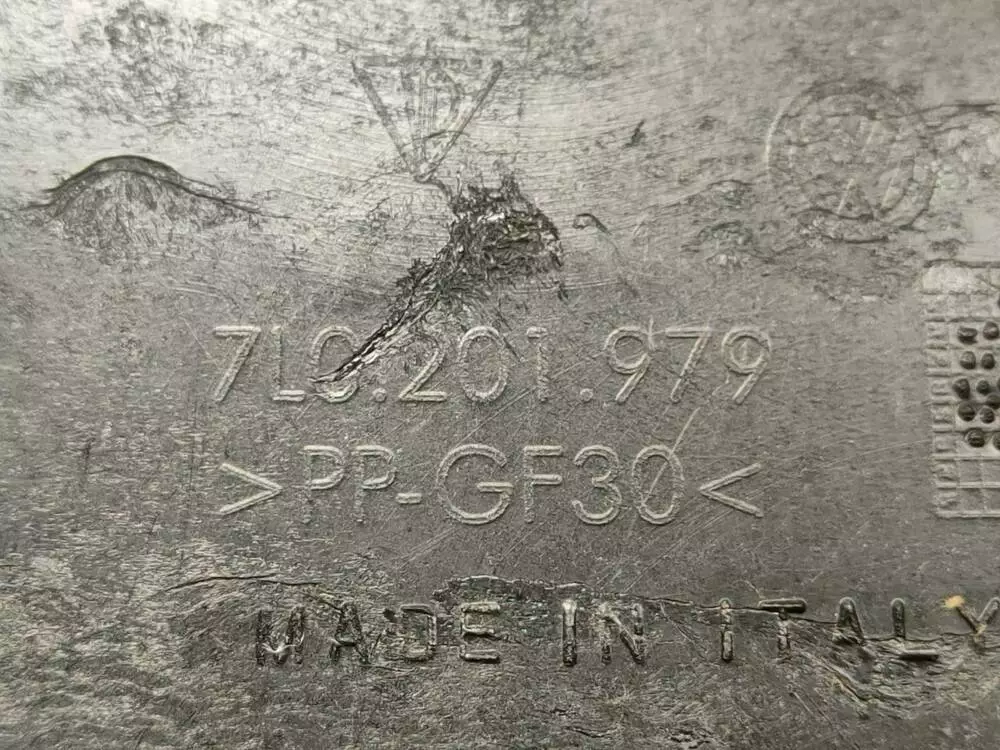 7L0.201.979
>PP-GF30<
MADE IN ITALY